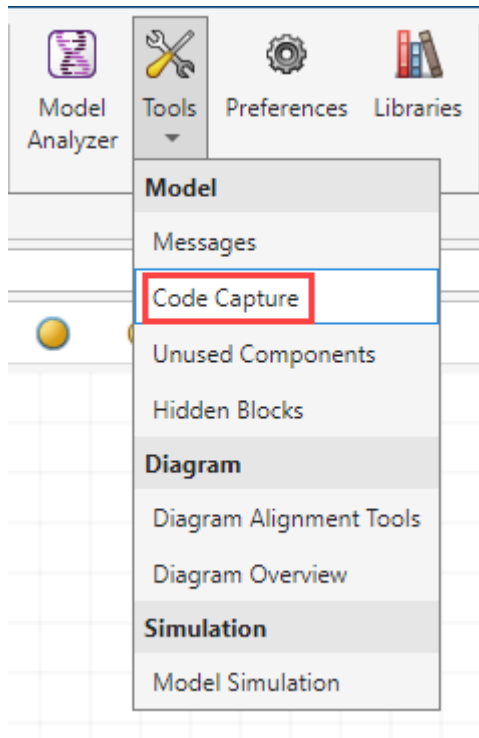 Model Analyzer
Tools
Preferences
Libraries
Model
Messages
Code Capture
Unused Components
Hidden Blocks
Diagram
Diagram Alignment Tools
Diagram Overview
Simulation
Model Simulation